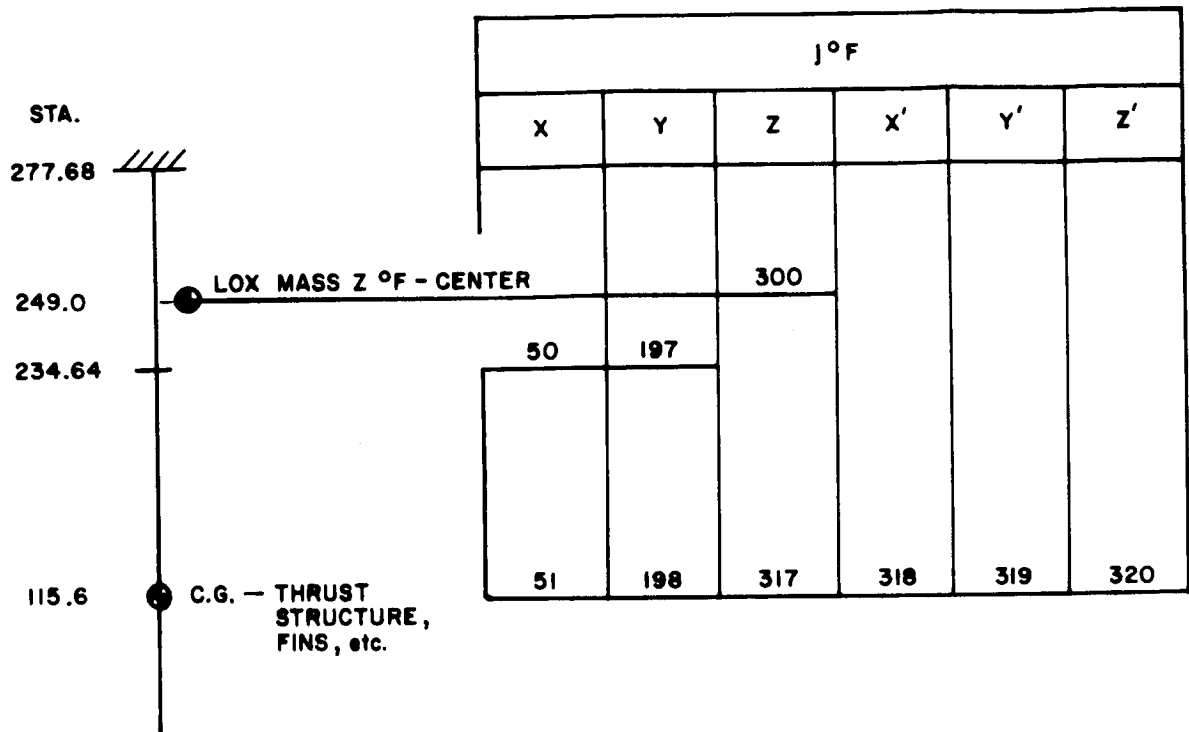 j°F
STA.
X Y Z X′ Y′ Z′
277.68
LOX MASS Z °F - CENTER 300
249.0
50 197
234.64
115.6 C.G. — THRUST 51 198 317 318 319 320
STRUCTURE,
FINS, etc.